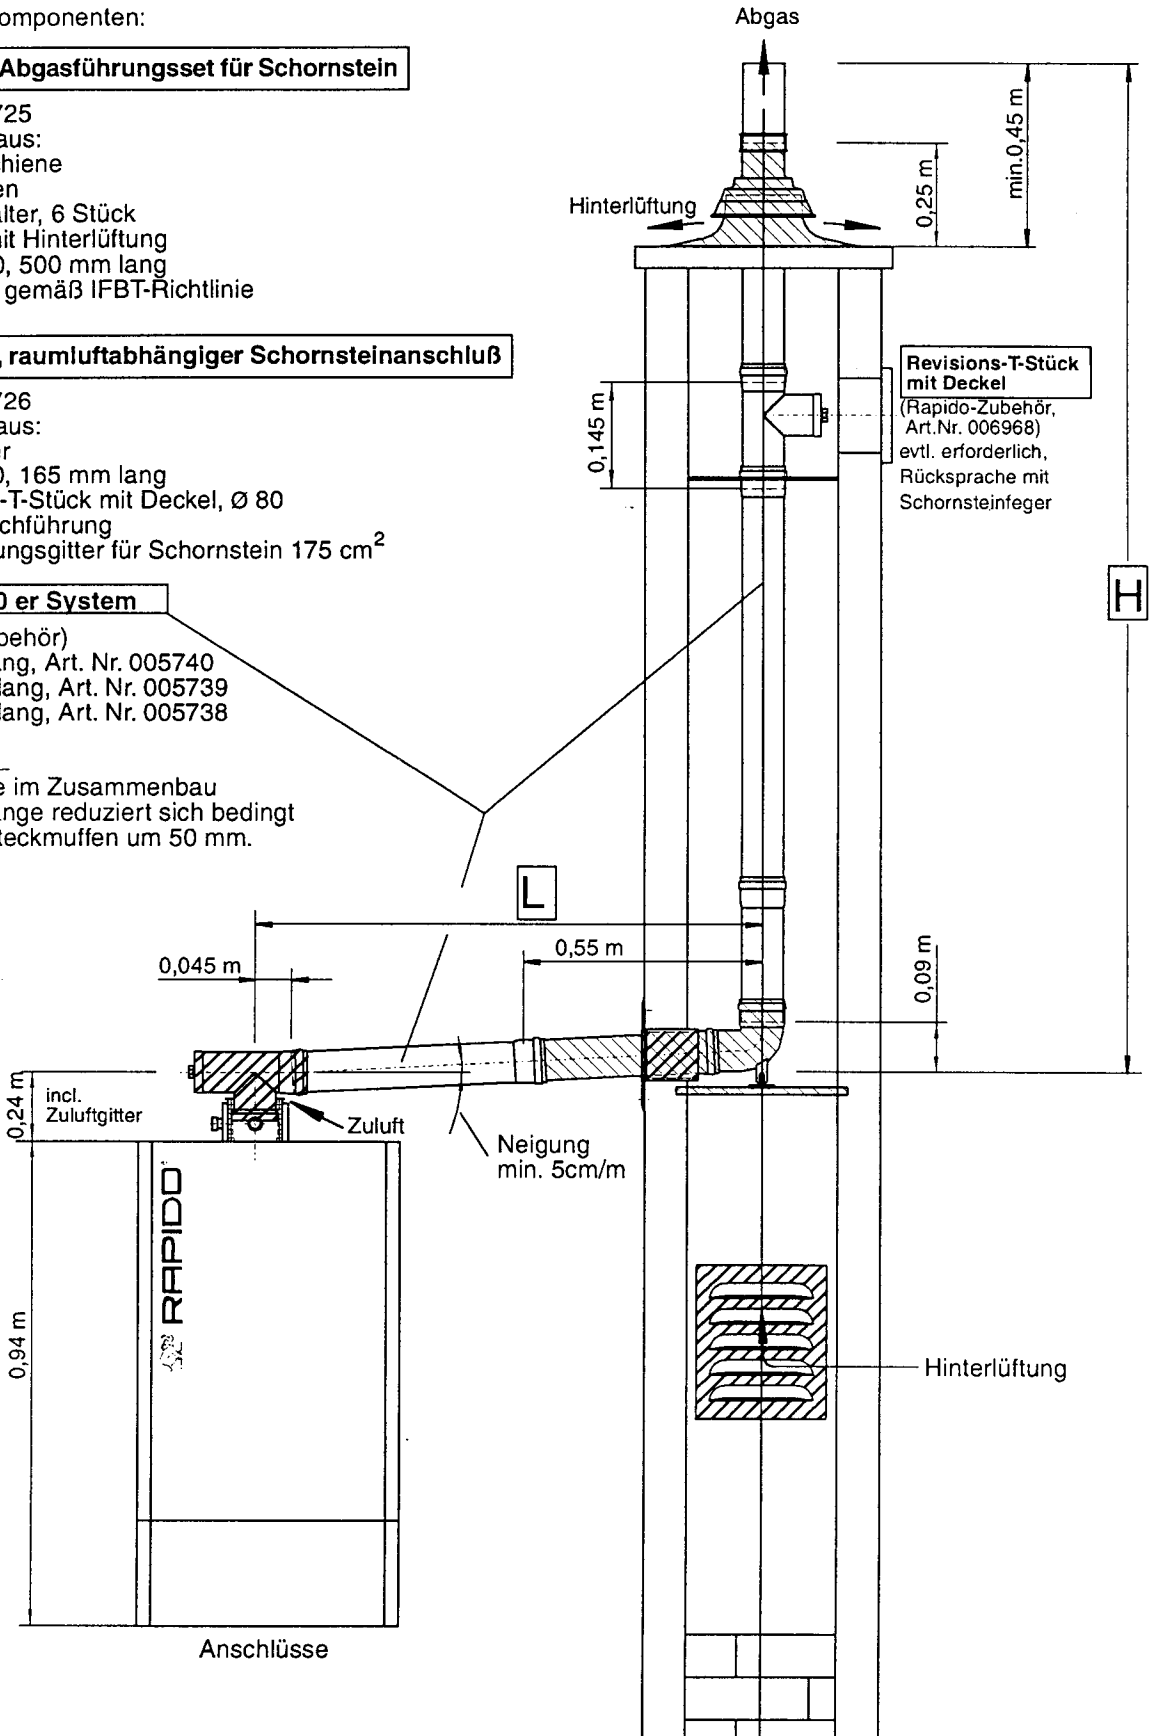 omponenten:
Abgasführungsset für Schornstein
725
aus:
chiene
en
alter, 6 Stück
nit Hinterlüftung
0, 500 mm lang
gemäß IFBT-Richtlinie
, raumluftabhängiger Schornsteinanschluß
726
aus:
er
0, 165 mm lang
-T-Stück mit Deckel, Ø 80
chführung
ungsgitter für Schornstein 175 cm²
0 er System
behör)
ang, Art. Nr. 005740
lang, Art. Nr. 005739
lang, Art. Nr. 005738
e im Zusammenbau
änge reduziert sich bedingt
teckmuffen um 50 mm.
Abgas
min.0,45 m
0,25 m
Hinterlüftung
Revisions-T-Stück
mit Deckel
(Rapido-Zubehör,
Art.Nr. 006968)
evtl. erforderlich,
Rücksprache mit
Schornsteinfeger
0,145 m
H
L
0,55 m
0,045 m
0,09 m
0,24 m
incl.
Zuluftgitter
Zuluft
Neigung
min. 5cm/m
RAPIDO
0,94 m
Hinterlüftung
Anschlüsse